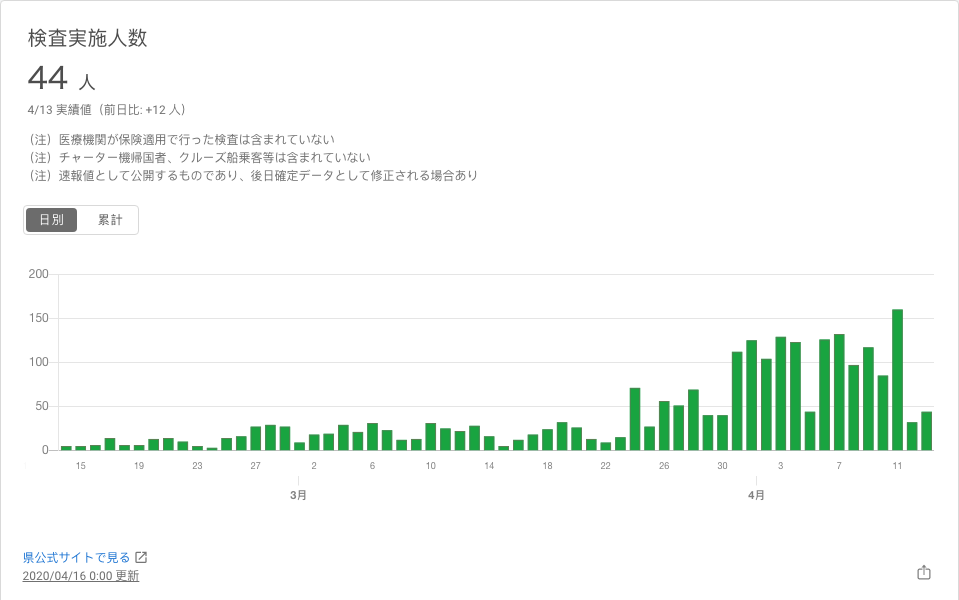 検査実施人数
44 人
4/13 実績値（前日比: +12 人）
（注）医療機関が保険適用で行った検査は含まれていない
（注）チャーター機帰国者、クルーズ船乗客等は含まれていない
（注）速報値として公開するものであり、後日確定データとして修正される場合あり
日別 累計
200
150
100
50
0
15 19 23 27 2 6 10 14 18 22 26 30 3 7 11
3月 4月
県公式サイトで見る
2020/04/16 0:00 更新